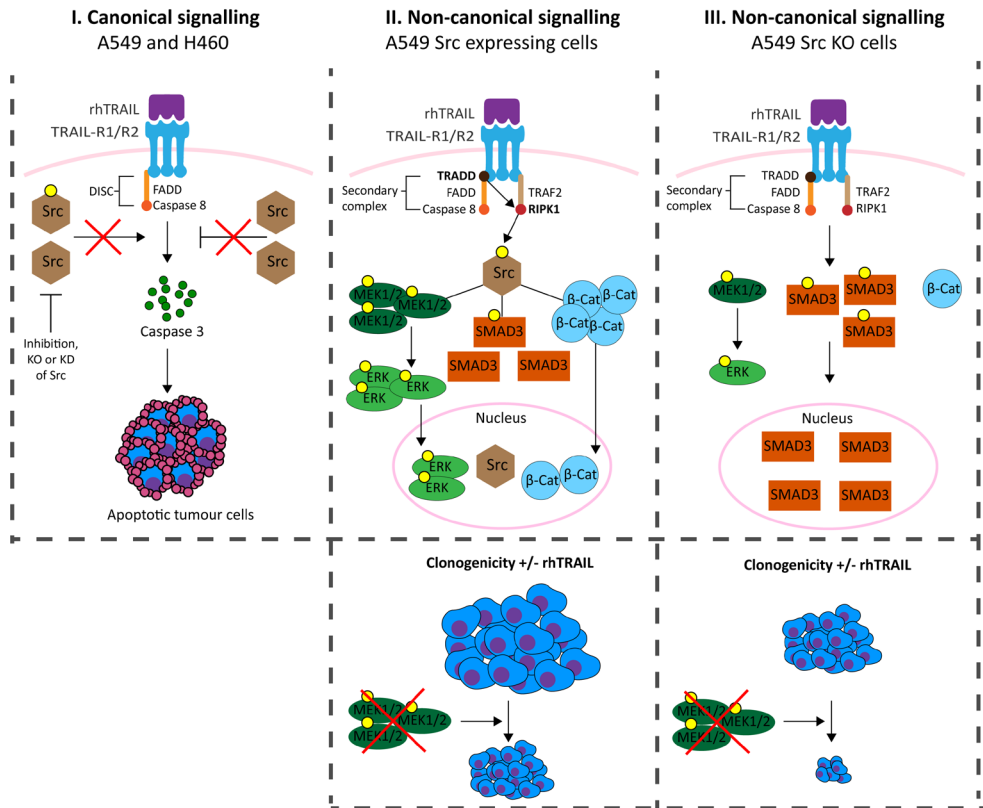 I. Canonical signalling
A549 and H460
rhTRAIL
TRAIL-R1/R2
DISC
FADD
Caspase 8
Src
Src
Src
Src
Inhibition,
KO or KD
of Src
Caspase 3
Apoptotic tumour cells
II. Non-canonical signalling
A549 Src expressing cells
rhTRAIL
TRAIL-R1/R2
Secondary
complex
TRADD
FADD
Caspase 8
TRAF2
RIPK1
Src
MEK1/2
MEK1/2
MEK1/2
SMAD3
SMAD3
SMAD3
β-Cat
β-Cat
β-Cat
β-Cat
ERK
ERK
ERK
Nucleus
ERK
ERK
Src
β-Cat
β-Cat
Clonogenicity +/- rhTRAIL
MEK1/2
MEK1/2
MEK1/2
III. Non-canonical signalling
A549 Src KO cells
rhTRAIL
TRAIL-R1/R2
Secondary
complex
TRADD
FADD
Caspase 8
TRAF2
RIPK1
MEK1/2
SMAD3
SMAD3
SMAD3
β-Cat
ERK
Nucleus
SMAD3
SMAD3
SMAD3
SMAD3
Clonogenicity +/- rhTRAIL
MEK1/2
MEK1/2
MEK1/2